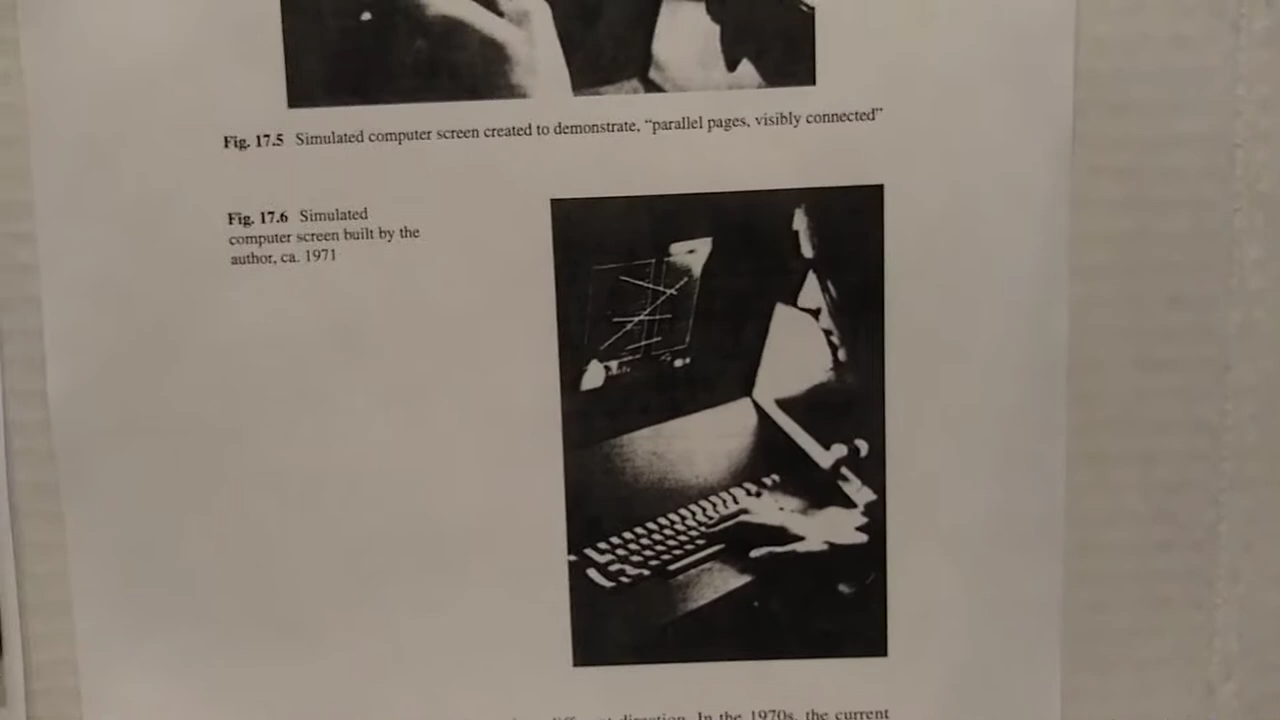 Fig. 17.5 Simulated computer screen created to demonstrate, “parallel pages, visibly connected”
Fig. 17.6 Simulated
computer screen built by the
author, ca. 1971
direction. In the 1970s, the current